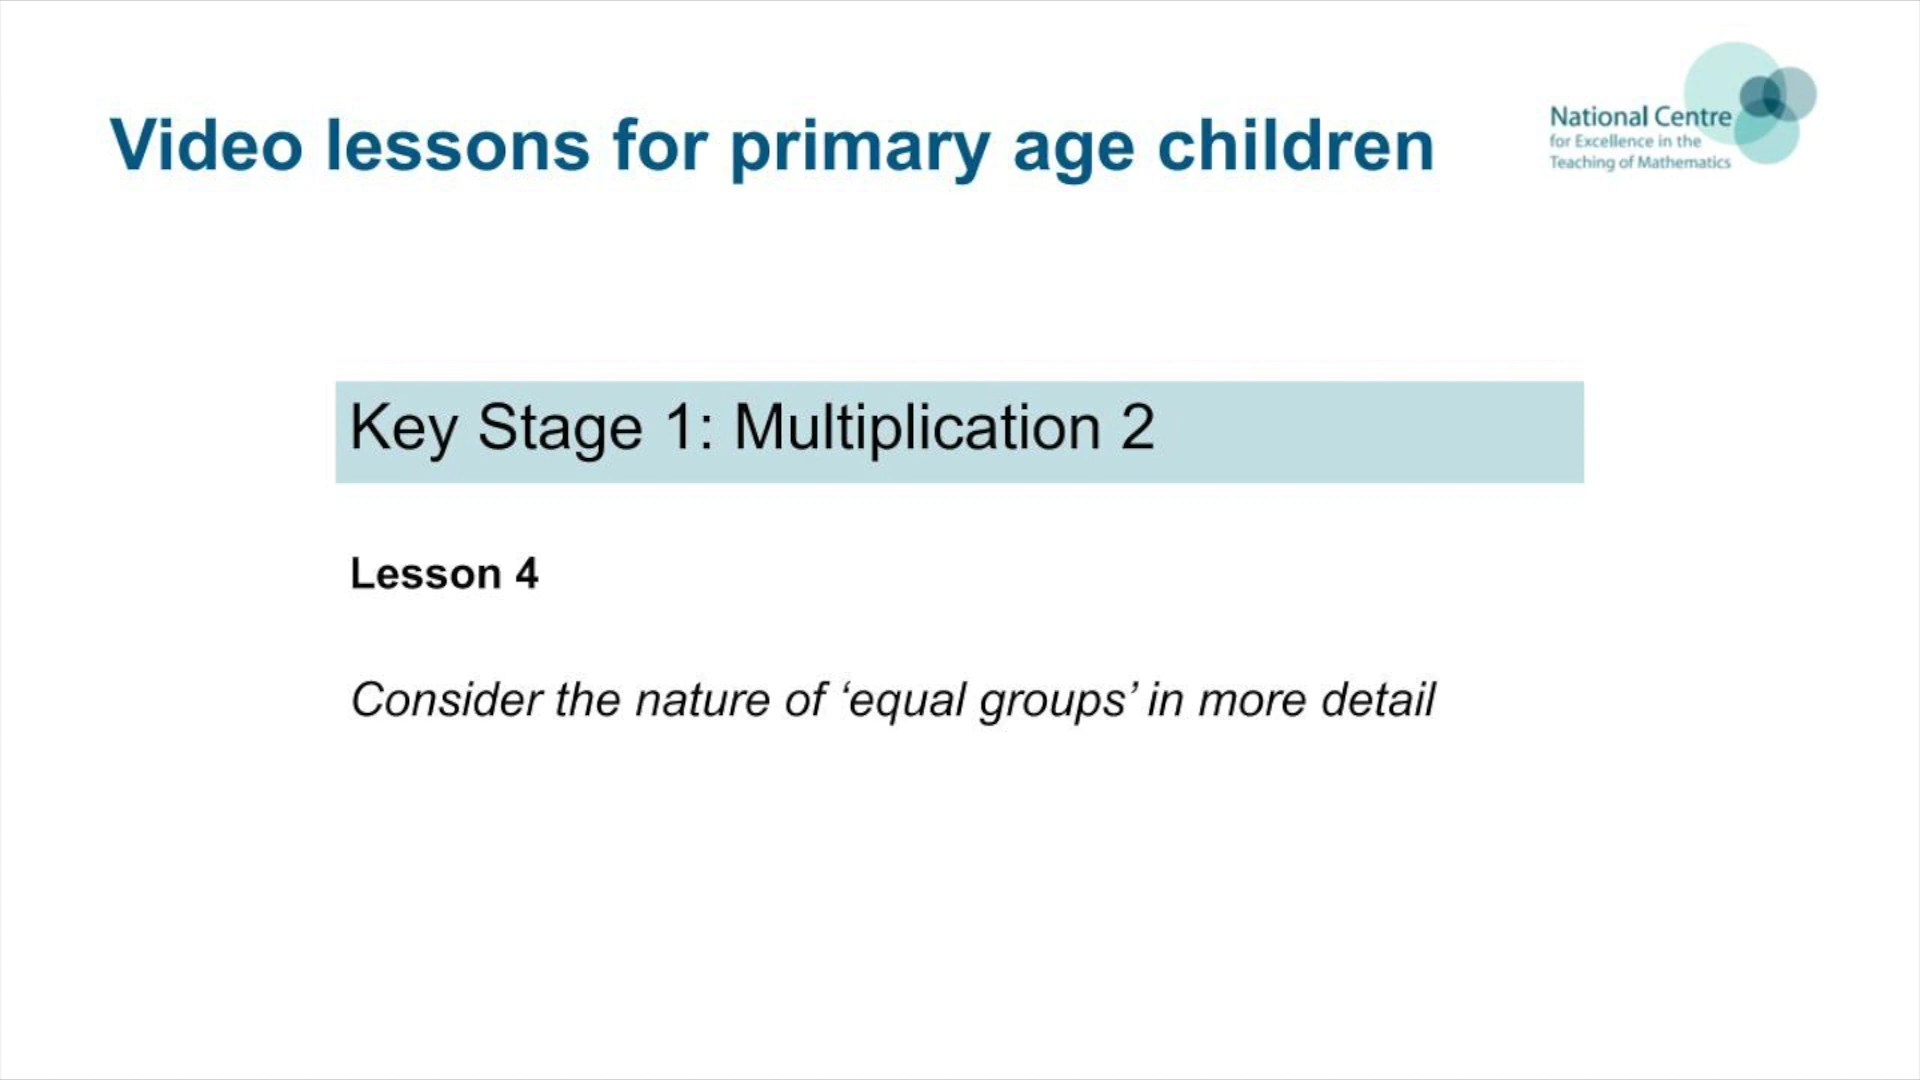 Video lessons for primary age children
National Centre
for Excellence in the
Teaching of Mathematics
Key Stage 1: Multiplication 2
Lesson 4
Consider the nature of ‘equal groups’ in more detail